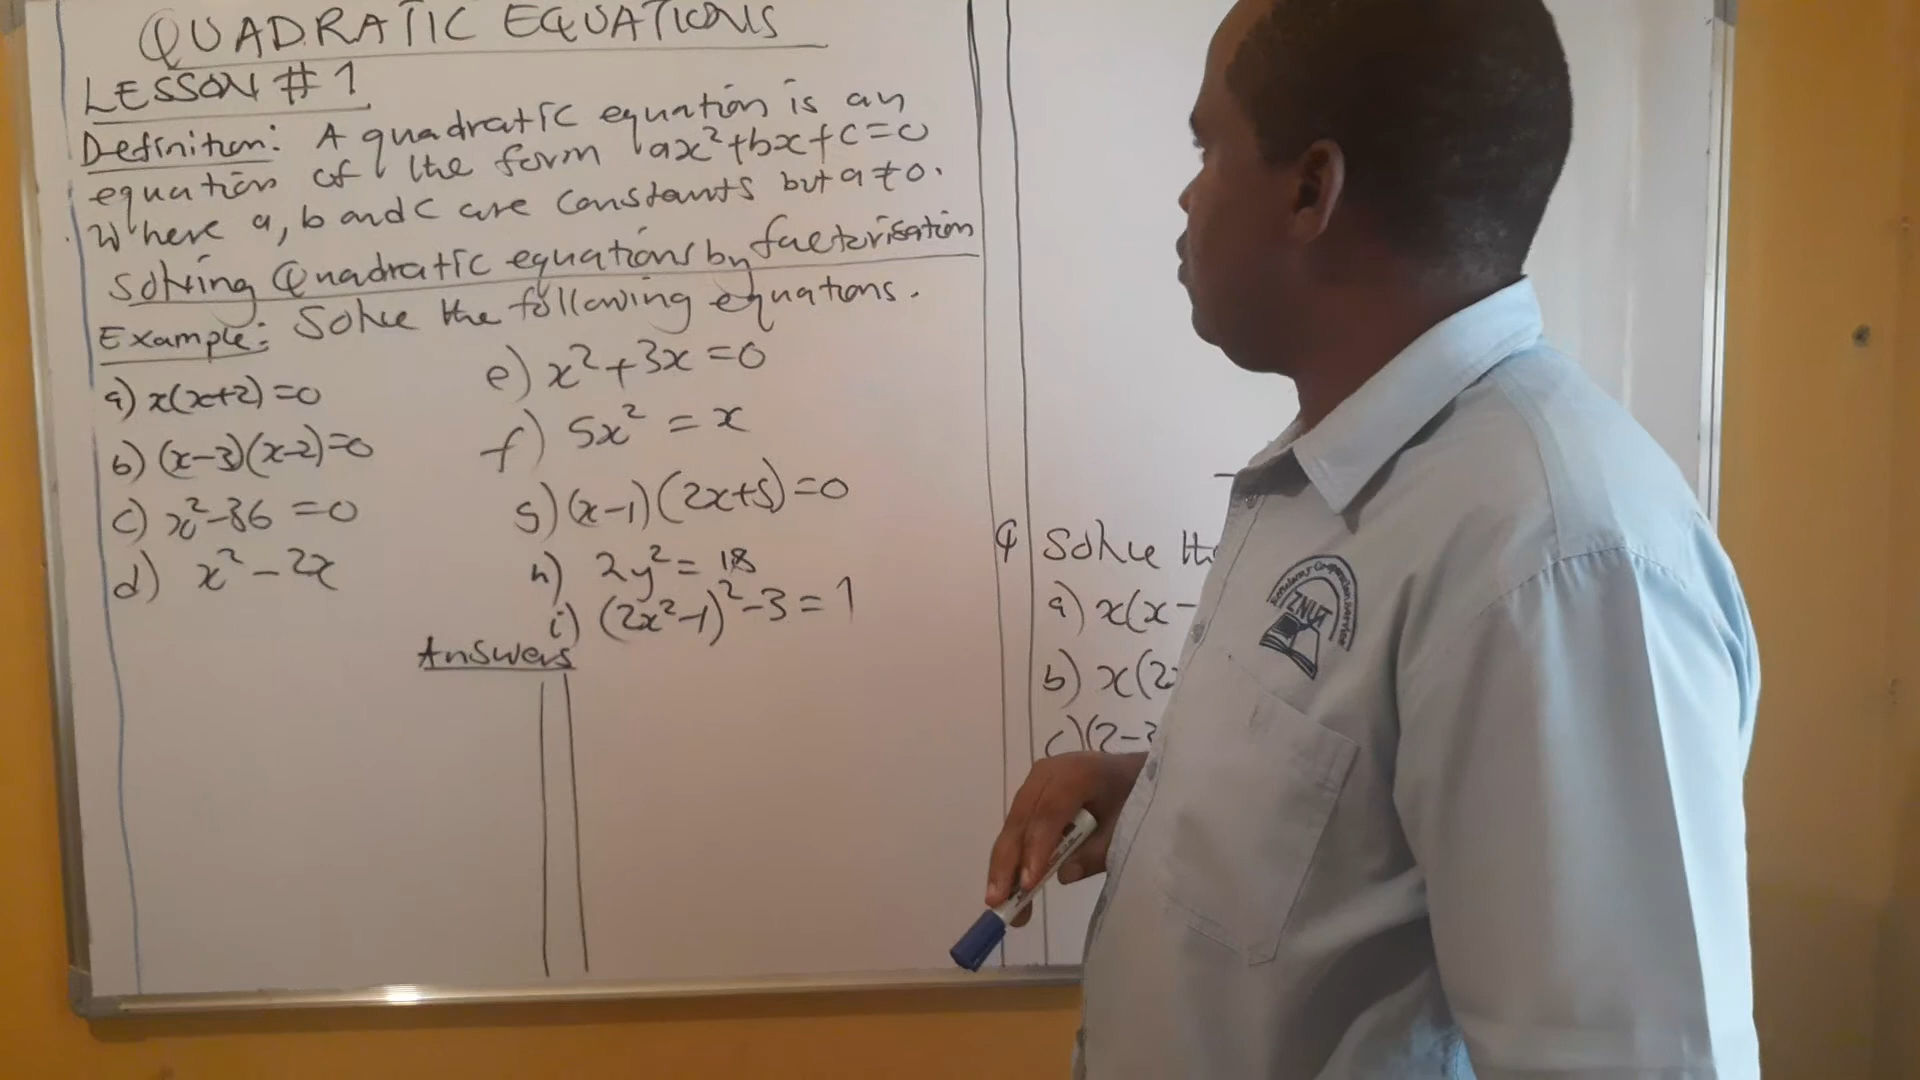 QUADRATIC EQUATIONS
LESSON # 1
Definition: A quadratic equation is an
equation of the form ax²+bx+c=0
Where a, b and c are constants but a≠0.
Solving Quadratic equations by factorisation
Example: Solve the following equations.
a) x(x+2)=0
b) (x-3)(x-2)=0
c) x²-36=0
d) x²-2x
e) x²+3x=0
f) 5x²=x
g) (x-1)(2x+5)=0
h) 2y²=18
i) (2x²-1)²-3=1
Answers
Solve the
a) x(x-
b) x(2
c) (2-
ZNUT